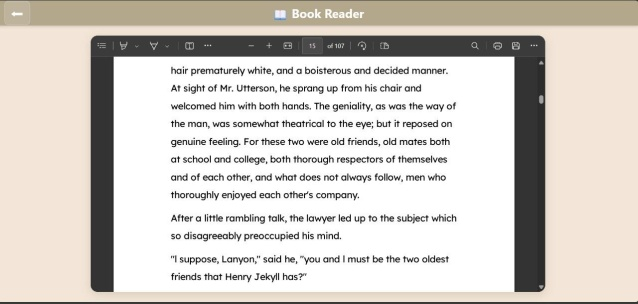 Book Reader
15 of 107
hair prematurely white, and a boisterous and decided manner.
At sight of Mr. Utterson, he sprang up from his chair and
welcomed him with both hands. The geniality, as was the way of
the man, was somewhat theatrical to the eye; but it reposed on
genuine feeling. For these two were old friends, old mates both
at school and college, both thorough respectors of themselves
and of each other, and what does not always follow, men who
thoroughly enjoyed each other's company.
After a little rambling talk, the lawyer led up to the subject which
so disagreeably preoccupied his mind.
"I suppose, Lanyon," said he, "you and I must be the two oldest
friends that Henry Jekyll has?"